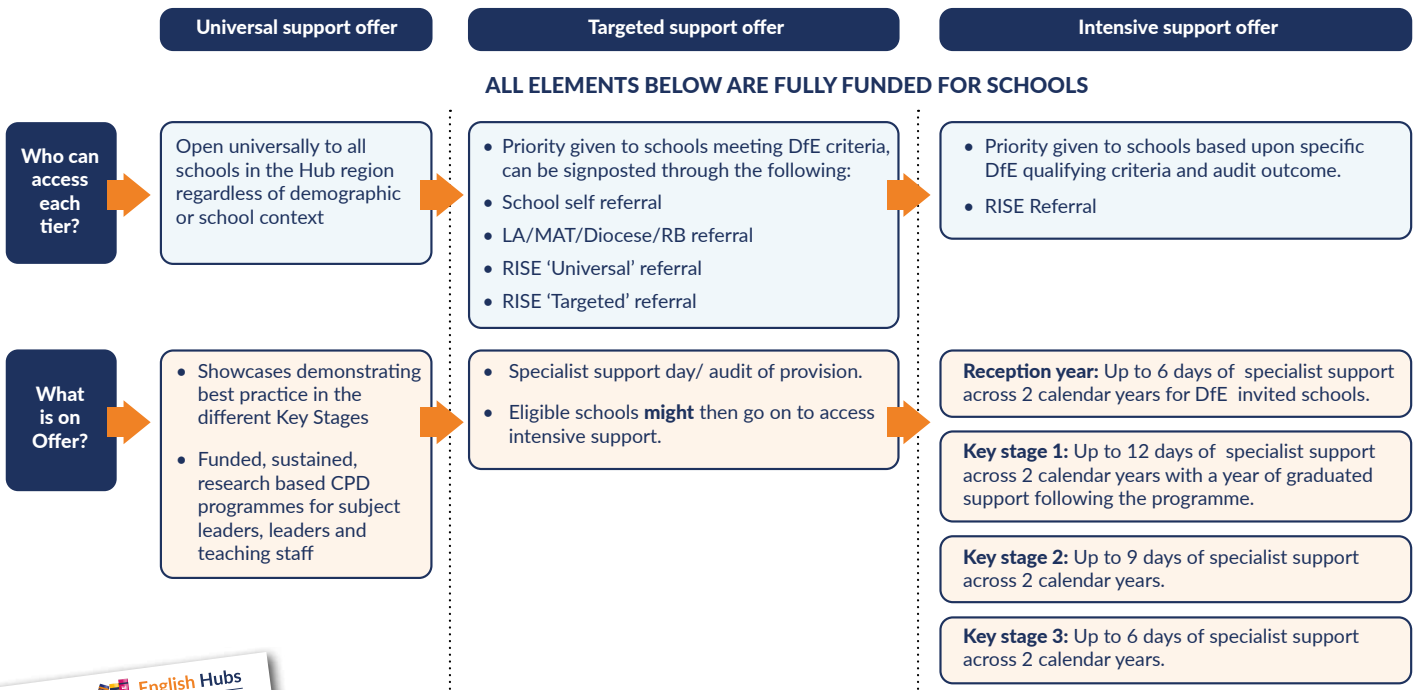 Universal support offer
Targeted support offer
Intensive support offer
ALL ELEMENTS BELOW ARE FULLY FUNDED FOR SCHOOLS
Who can
access
each
tier?
Open universally to all
schools in the Hub region
regardless of demographic
or school context
• Priority given to schools meeting DfE criteria,
can be signposted through the following:
• School self referral
• LA/MAT/Diocese/RB referral
• RISE ‘Universal’ referral
• RISE ‘Targeted’ referral
• Priority given to schools based upon specific
DfE qualifying criteria and audit outcome.
• RISE Referral
What
is on
Offer?
• Showcases demonstrating
best practice in the
different Key Stages
• Funded, sustained,
research based CPD
programmes for subject
leaders, leaders and
teaching staff
• Specialist support day/ audit of provision.
• Eligible schools might then go on to access
intensive support.
Reception year: Up to 6 days of specialist support
across 2 calendar years for DfE invited schools.
Key stage 1: Up to 12 days of specialist support
across 2 calendar years with a year of graduated
support following the programme.
Key stage 2: Up to 9 days of specialist support
across 2 calendar years.
Key stage 3: Up to 6 days of specialist support
across 2 calendar years.
English Hubs